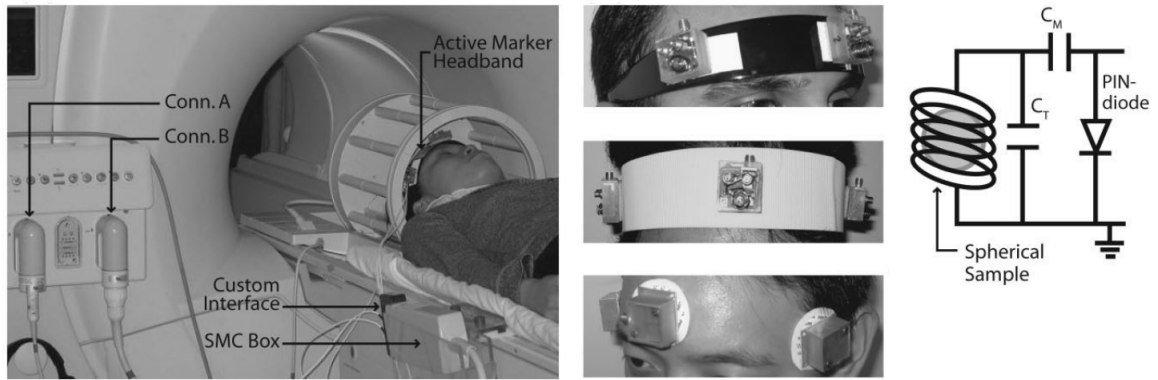 Active Marker
Headband
Conn. A
Conn. B
Custom
Interface
SMC Box
C_M
C_T
PIN-
diode
Spherical
Sample